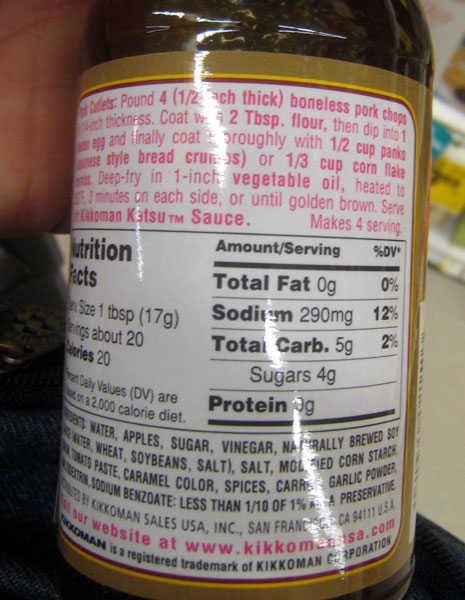 Cutlets: Pound 4 (1/2 inch thick) boneless pork chops
1/4-inch thickness. Coat with 2 Tbsp. flour, then dip into 1
egg and finally coat thoroughly with 1/2 cup panko
style bread crumbs) or 1/3 cup corn flake
Deep-fry in 1-inch vegetable oil, heated to
3 minutes on each side, or until golden brown. Serve
Kikkoman Katsu TM Sauce. Makes 4 serving
Nutrition
Facts
Serv Size 1 tbsp (17g)
Servings about 20
Calories 20
Percent Daily Values (DV) are
based on a 2,000 calorie diet.
Amount/Serving %DV*
Total Fat 0g 0%
Sodium 290mg 12%
Total Carb. 5g 2%
Sugars 4g
Protein 0g
INGREDIENTS: WATER, APPLES, SUGAR, VINEGAR, NATURALLY BREWED SOY
WATER, WHEAT, SOYBEANS, SALT), SALT, MODIFIED CORN STARCH,
TOMATO PASTE, CARAMEL COLOR, SPICES, GARLIC POWDER,
SODIUM BENZOATE: LESS THAN 1/10 OF 1% AS A PRESERVATIVE.
DISTRIBUTED BY KIKKOMAN SALES USA, INC., SAN FRANCISCO, CA 94111 U.S.A.
our website at www.kikkomanusa.com
KIKKOMAN is a registered trademark of KIKKOMAN CORPORATION